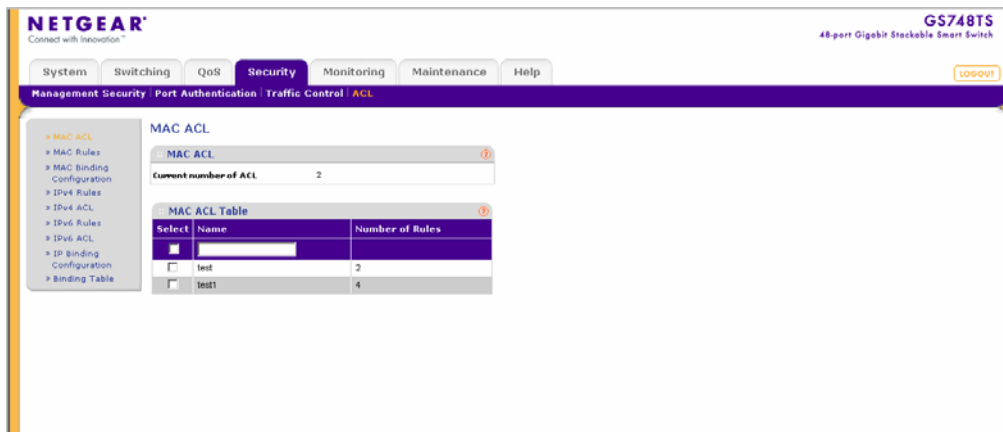 NETGEAR
Connect with Innovation™
GS748TS
48-port Gigabit Stackable Smart Switch
System Switching QoS Security Monitoring Maintenance Help
LOGOUT
Management Security | Port Authentication | Traffic Control | ACL
» MAC ACL
» MAC Rules
» MAC Binding
Configuration
» IPv4 Rules
» IPv4 ACL
» IPv6 Rules
» IPv6 ACL
» IP Binding
Configuration
» Binding Table
MAC ACL
MAC ACL
Current number of ACL 2
MAC ACL Table
Select Name Number of Rules
test 2
test1 4